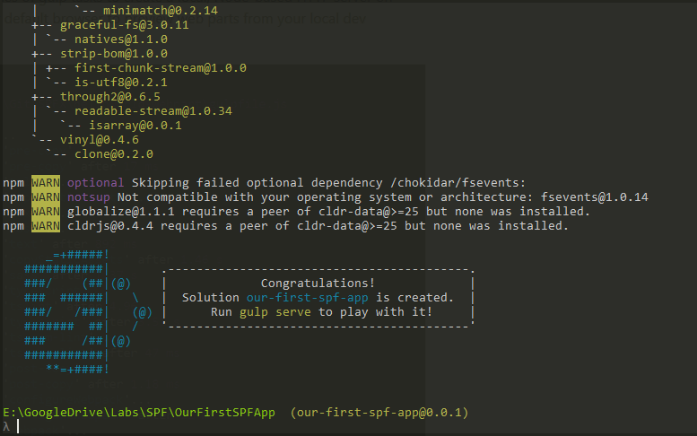 |     `-- minimatch@0.2.14
+-- graceful-fs@3.0.11
| `-- natives@1.1.0
+-- strip-bom@1.0.0
| +-- first-chunk-stream@1.0.0
| `-- is-utf8@0.2.1
+-- through2@0.6.5
| `-- readable-stream@1.0.34
|   `-- isarray@0.0.1
`-- vinyl@0.4.6
  `-- clone@0.2.0
npm WARN optional Skipping failed optional dependency /chokidar/fsevents:
npm WARN notsup Not compatible with your operating system or architecture: fsevents@1.0.14
npm WARN globalize@1.1.1 requires a peer of cldr-data@>=25 but none was installed.
npm WARN cldrjs@0.4.4 requires a peer of cldr-data@>=25 but none was installed.
      _=+#####!
   ###########|       .------------------------------------------.
   ###/    (##|(@)    |              Congratulations!            |
   ###  ######|   \   |  Solution our-first-spf-app is created.  |
   ###/   /###|   (@) |      Run gulp serve to play with it!     |
   #######  ##|   /   '------------------------------------------'
   ###     /##|(@)
   ###########|
      **=+####!
E:\GoogleDrive\Labs\SPF\OurFirstSPFApp  (our-first-spf-app@0.0.1)
λ